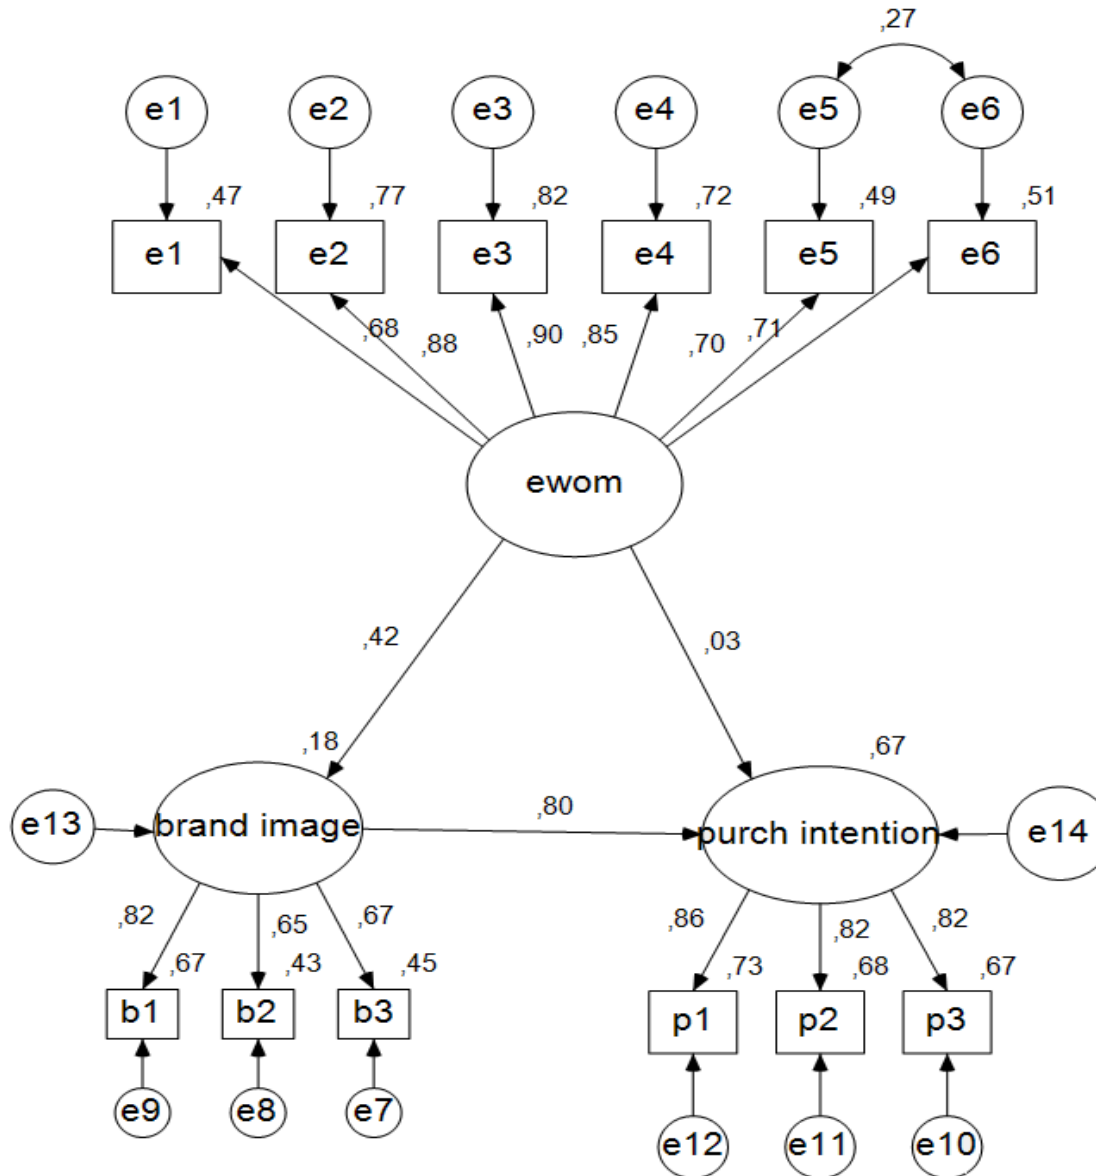 ,27
e1 e2 e3 e4 e5 e6
,47 ,77 ,82 ,72 ,49 ,51
e1 e2 e3 e4 e5 e6
,68 ,88 ,90 ,85 ,70 ,71
ewom
,42 ,03
,18 ,67
e13 brand image ,80 purch intention e14
,82 ,65 ,67 ,86 ,82 ,82
,67 ,43 ,45 ,73 ,68 ,67
b1 b2 b3 p1 p2 p3
e9 e8 e7 e12 e11 e10